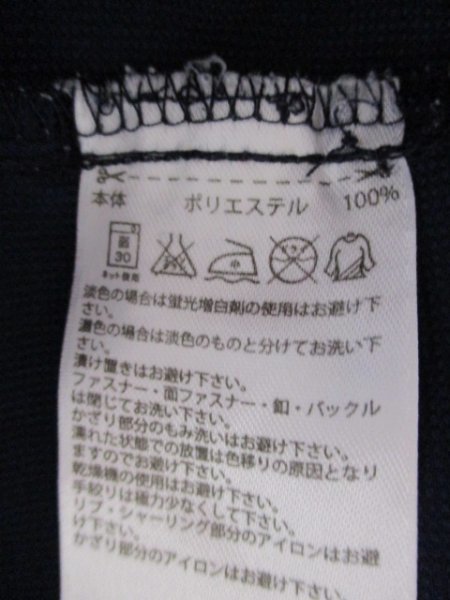 本体 ポリエステル 100%
弱
30
ネット使用
中
淡色の場合は蛍光増白剤の使用はお避け下
さい。
濃色の場合は淡色のものと分けてお洗い下
さい。
漬け置きはお避け下さい。
ファスナー・面ファスナー・釦・バックル
は閉じてお洗い下さい。
かざり部分のもみ洗いはお避け下さい。
濡れた状態での放置は色移りの原因となり
ますのでお避け下さい。
乾燥機の使用はお避け下さい。
手絞りは極力少なくして下さい。
リブ・シャーリング部分のアイロンはお避
け下さい。
かざり部分のアイロンはお避け下さい。